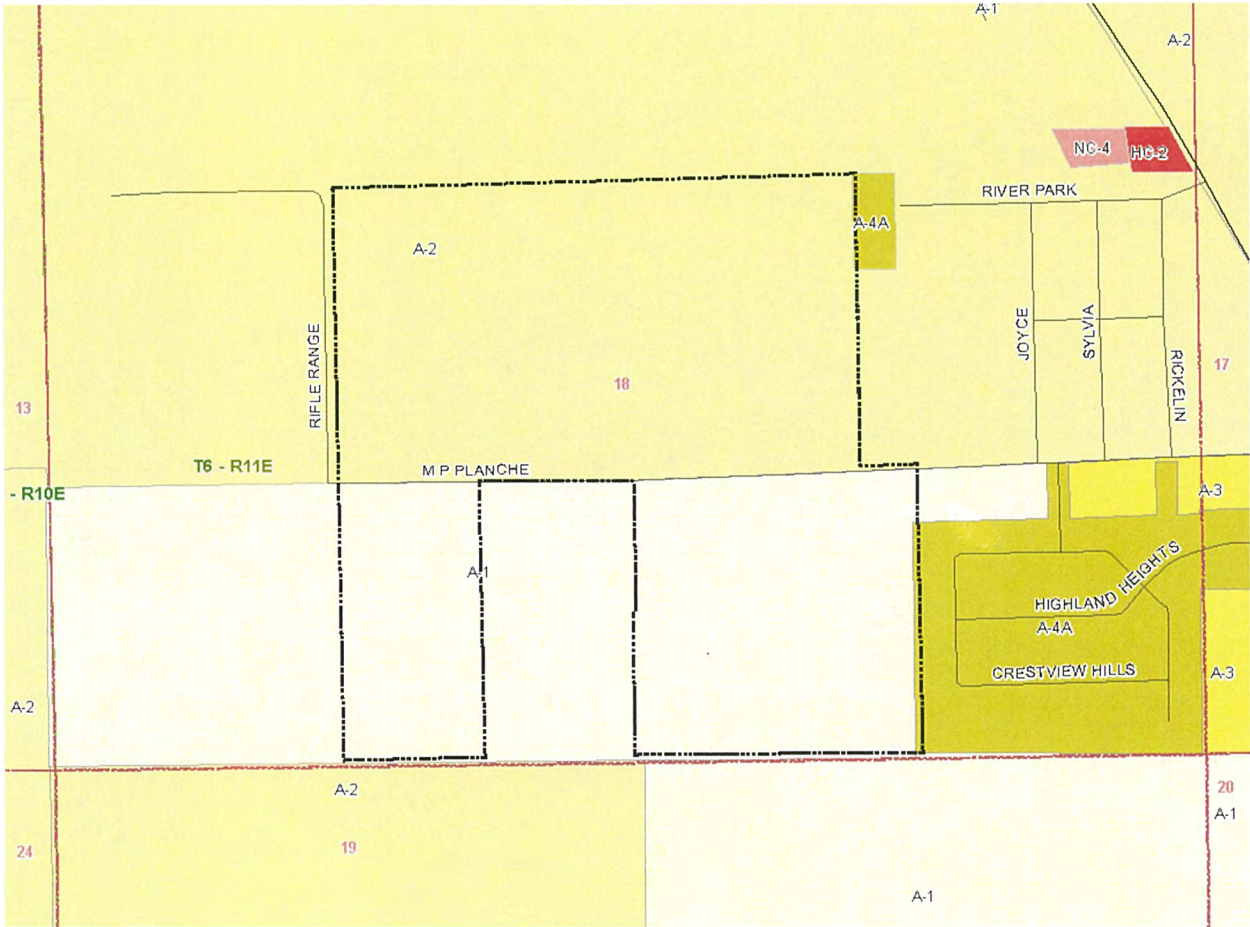 A-1
A-2
NC-4
HC-2
RIVER PARK
A-4A
A-2
JOYCE
SYLVIA
RICKELIN
RIFLE RANGE
17
18
13
T6 - R11E
M P PLANCHE
- R10E
A-3
A-1
HIGHLAND HEIGHTS
A-4A
CRESTVIEW HILLS
A-3
A-2
A-2
20
A-1
19
24
A-1